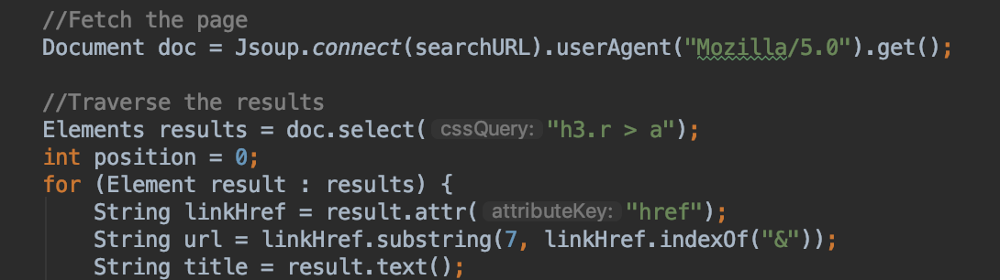 //Fetch the page
Document doc = Jsoup.connect(searchURL).userAgent("Mozilla/5.0").get();
//Traverse the results
Elements results = doc.select( cssQuery: "h3.r > a");
int position = 0;
for (Element result : results) {
String linkHref = result.attr( attributeKey: "href");
String url = linkHref.substring(7, linkHref.indexOf("&"));
String title = result.text();